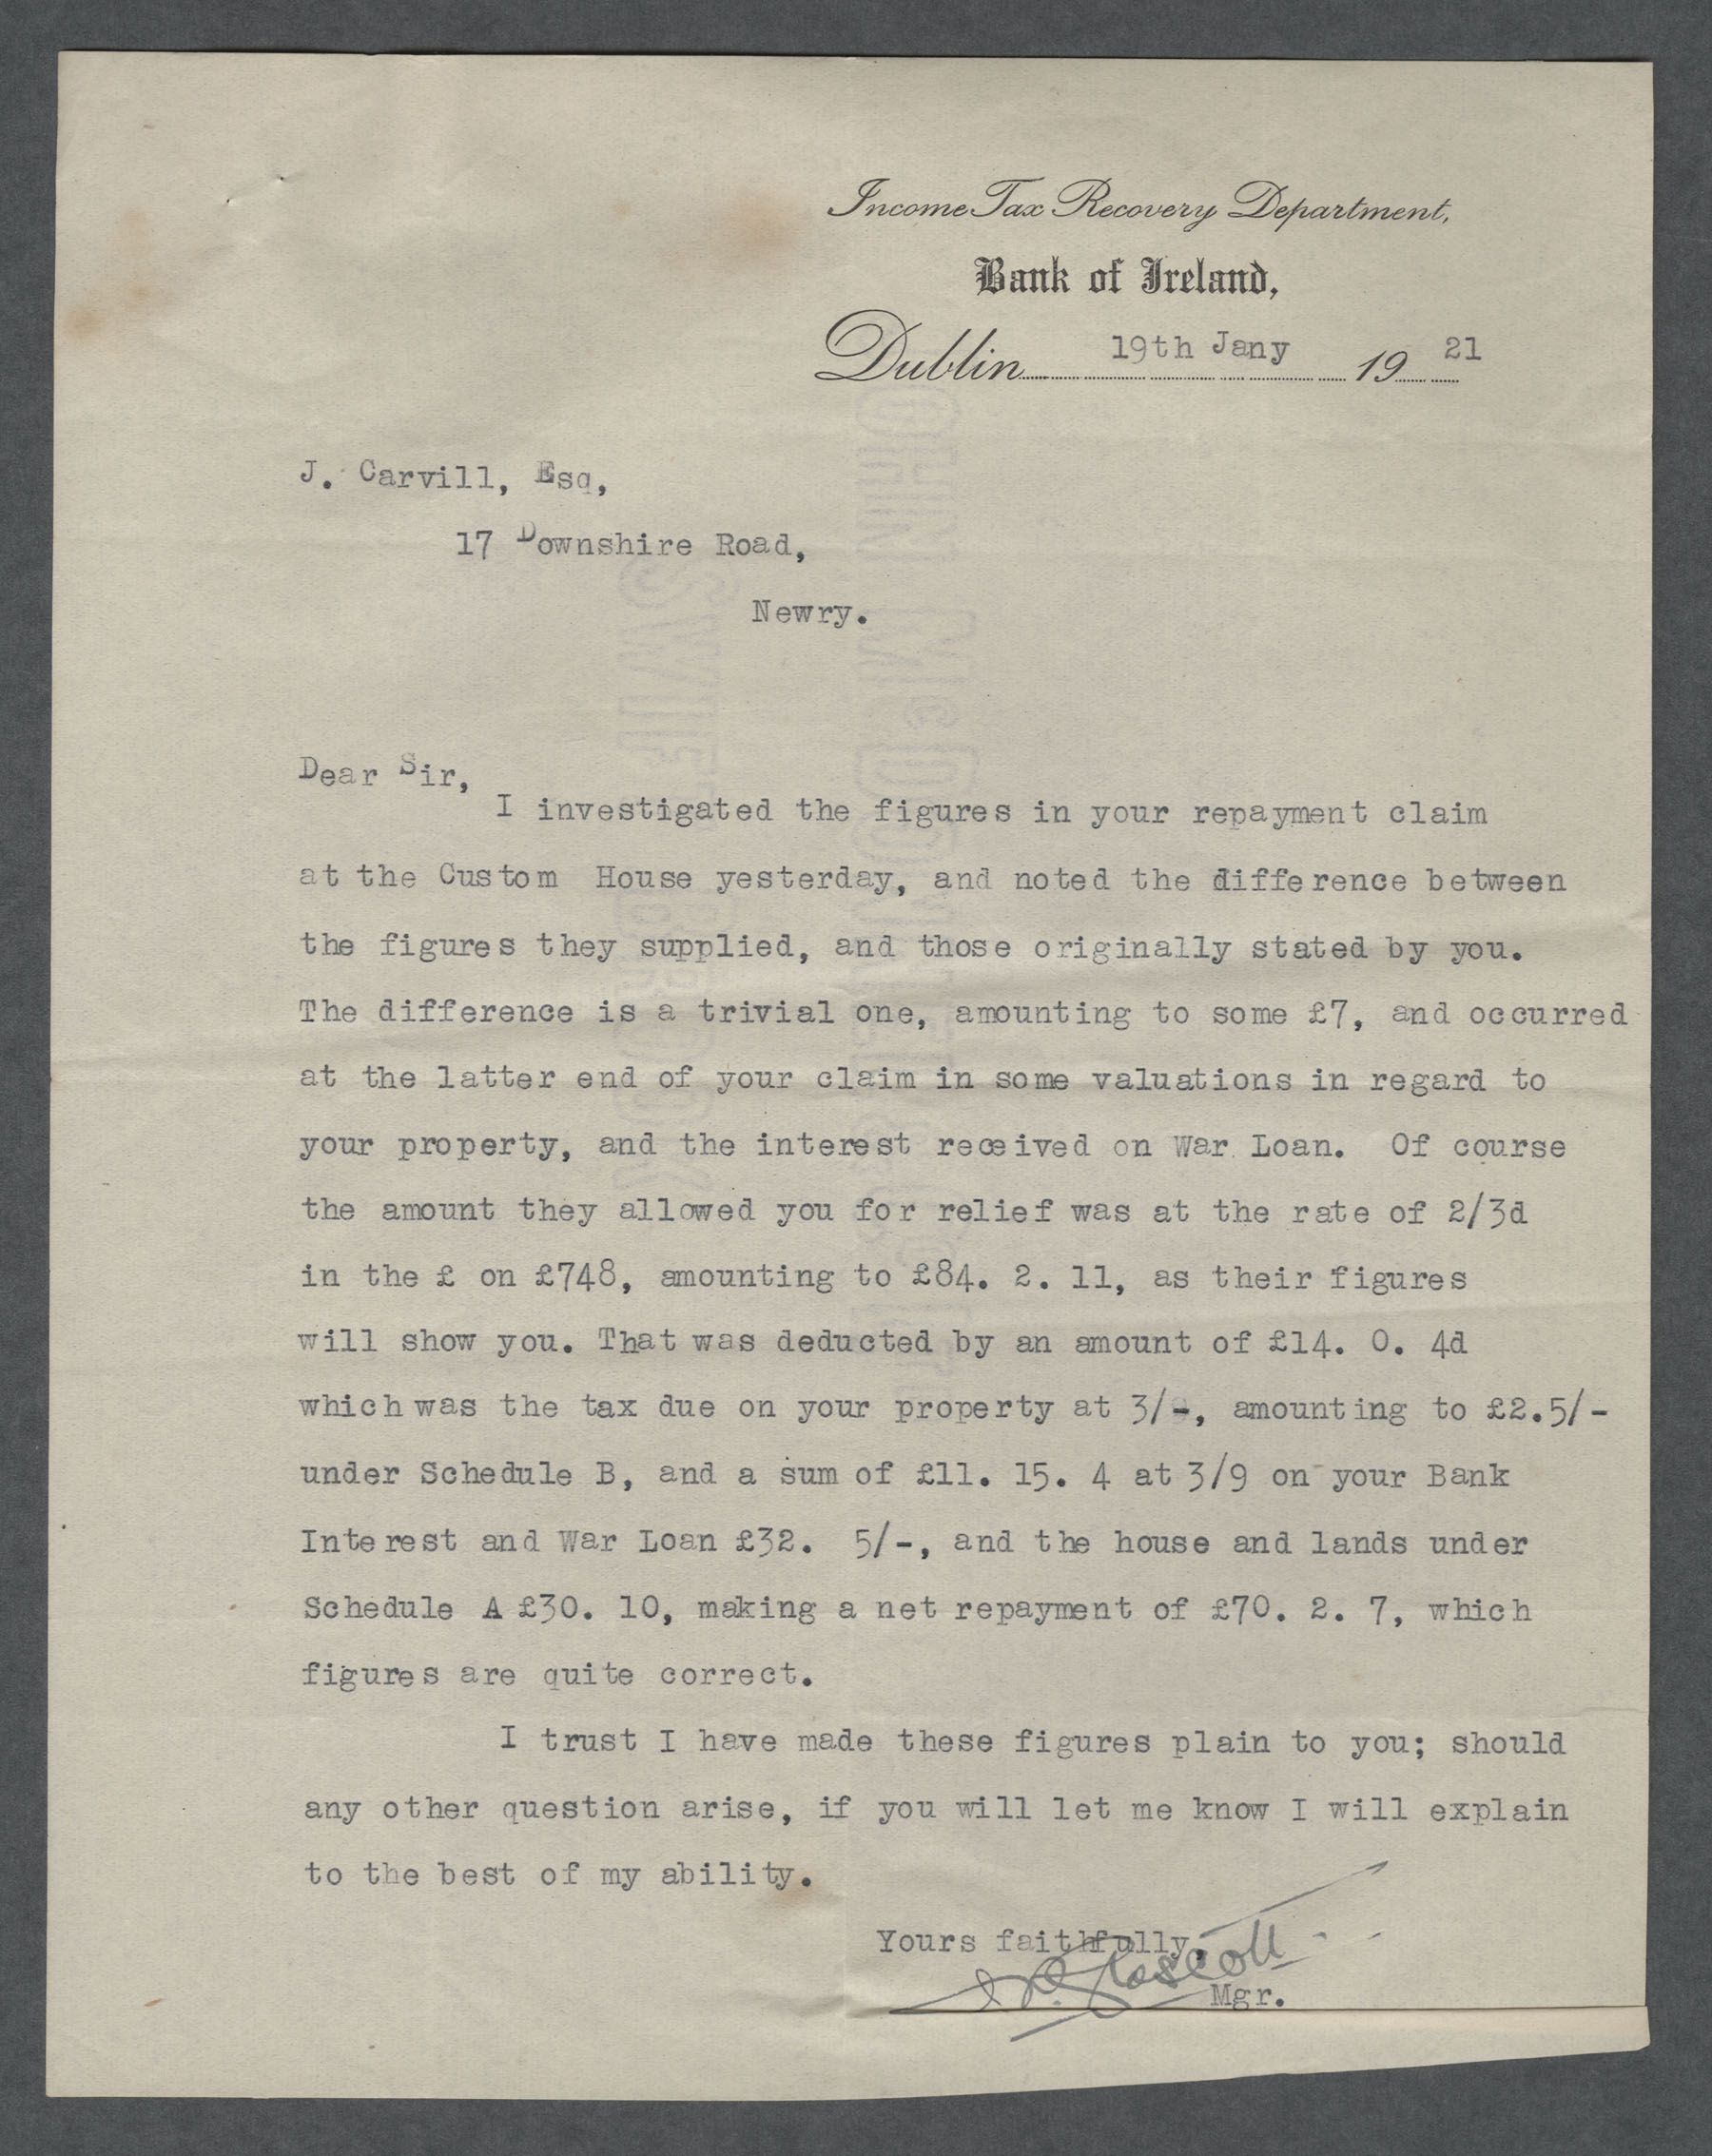 Income Tax Recovery Department,
Bank of Ireland,
Dublin 19th Jany 1921
J. Carvill, Esq,
17 Downshire Road,
Newry.
Dear Sir,
I investigated the figures in your repayment claim
at the Custom House yesterday, and noted the difference between
the figures they supplied, and those originally stated by you.
The difference is a trivial one, amounting to some £7, and occurred
at the latter end of your claim in some valuations in regard to
your property, and the interest received on War Loan. Of course
the amount they allowed you for relief was at the rate of 2/3d
in the £ on £748, amounting to £84. 2. 11, as their figures
will show you. That was deducted by an amount of £14. 0. 4d
which was the tax due on your property at 3/-, amounting to £2.5/-
under Schedule B, and a sum of £11. 15. 4 at 3/9 on your Bank
Interest and War Loan £32. 5/-, and the house and lands under
Schedule A £30. 10, making a net repayment of £70. 2. 7, which
figures are quite correct.
I trust I have made these figures plain to you; should
any other question arise, if you will let me know I will explain
to the best of my ability.
Yours faithfully,
Mgr.